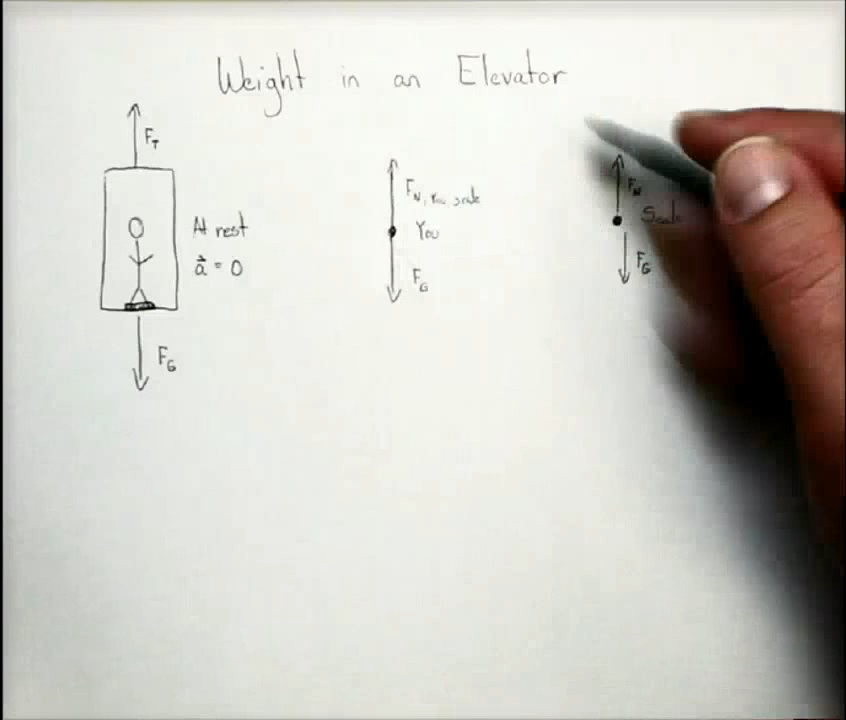 Weight in an Elevator
F_T
At rest
a⃗ = 0
F_G
F_N, You scale
You
F_G
F_N
Scale
F_G